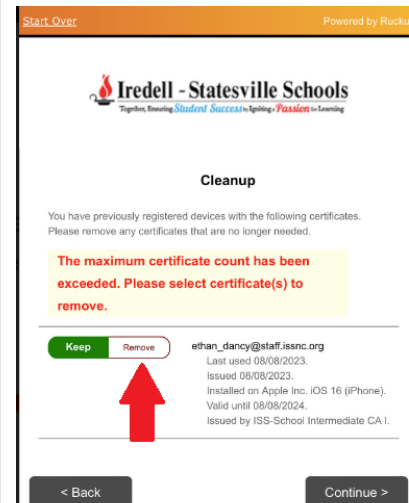 Start Over
Powered by Rucku
Iredell - Statesville Schools
Together, Ensuring Student Success by Igniting a Passion for Learning
Cleanup
You have previously registered devices with the following certificates.
Please remove any certificates that are no longer needed.
The maximum certificate count has been
exceeded. Please select certificate(s) to
remove.
Keep
Remove
ethan_dancy@staff.issnc.org
Last used 08/08/2023.
Issued 08/08/2023.
Installed on Apple Inc. iOS 16 (iPhone).
Valid until 08/08/2024.
Issued by ISS-School Intermediate CA I.
< Back
Continue >